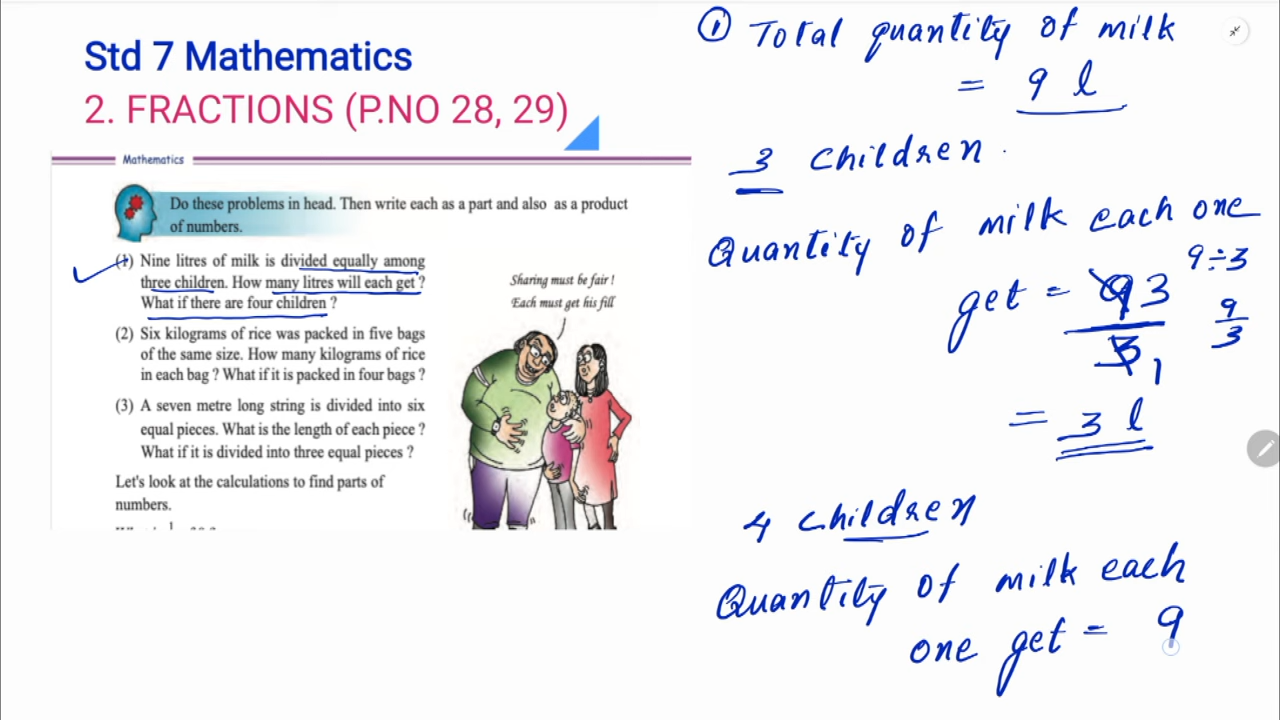 Std 7 Mathematics
2. FRACTIONS (P.NO 28, 29)
Mathematics
Do these problems in head. Then write each as a part and also as a product
of numbers.
(1) Nine litres of milk is divided equally among
three children. How many litres will each get ?
What if there are four children ?
(2) Six kilograms of rice was packed in five bags
of the same size. How many kilograms of rice
in each bag ? What if it is packed in four bags ?
(3) A seven metre long string is divided into six
equal pieces. What is the length of each piece ?
What if it is divided into three equal pieces ?
Let's look at the calculations to find parts of
numbers.
Sharing must be fair !
Each must get his fill
① Total quantity of milk
= 9 l
3 children.
Quantity of milk each one
get = 9 3
3 1
9÷3
9
3
= 3 l
4 children
Quantity of milk each
one get = 9